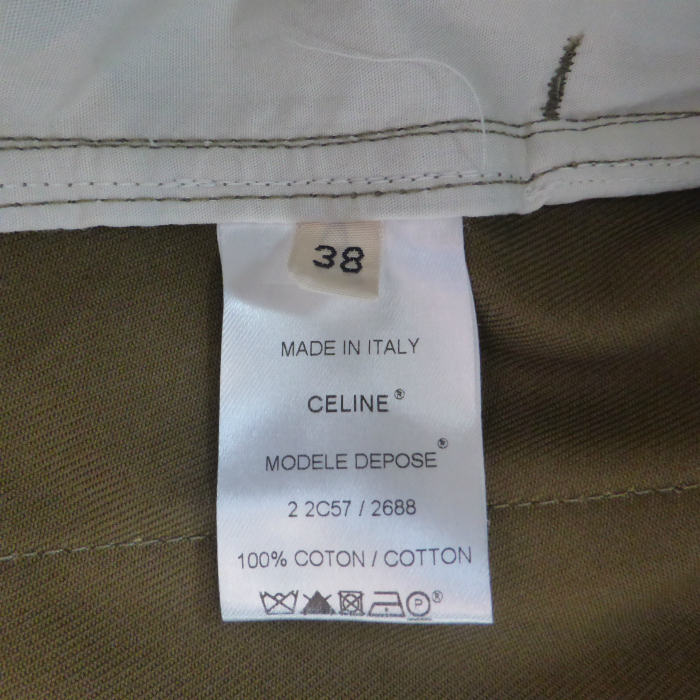 38
MADE IN ITALY
CELINE®
MODELE DEPOSE®
2 2C57 / 2688
100% COTON / COTTON
P ®